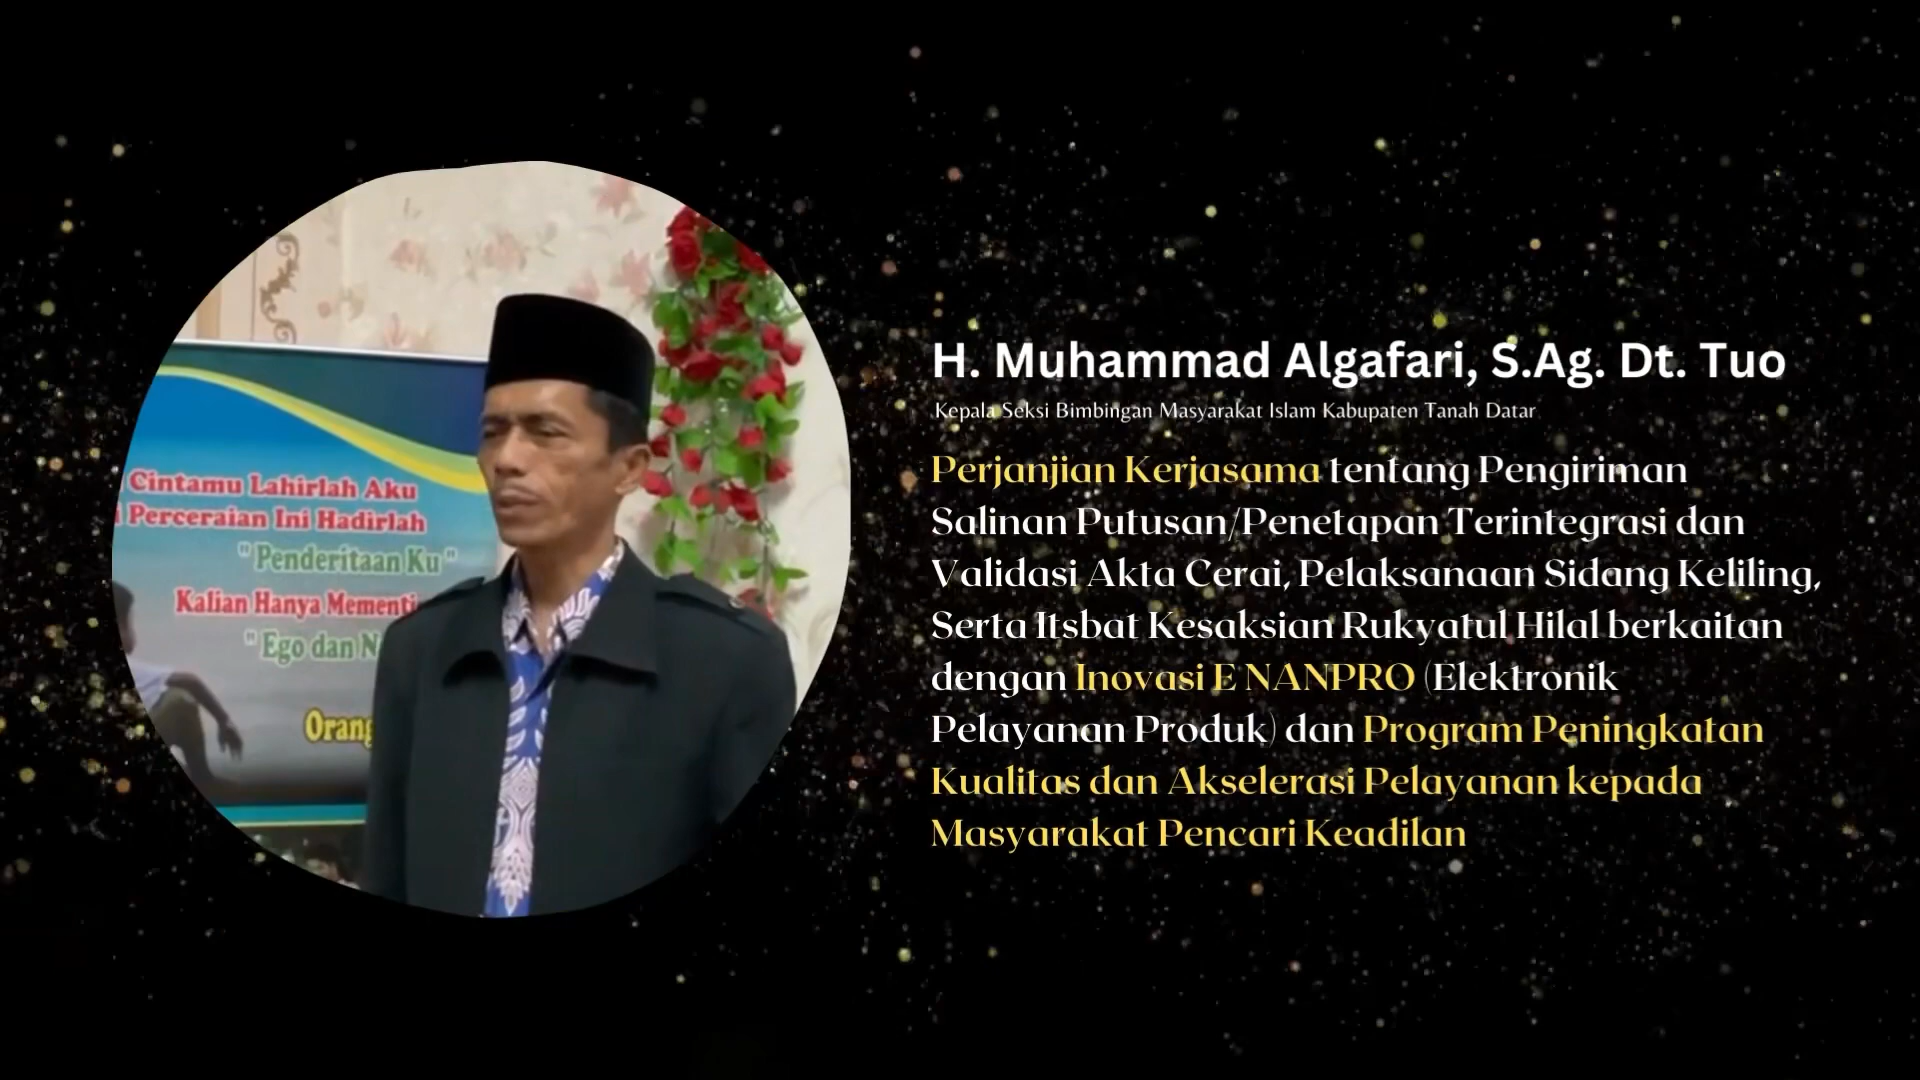 Cintamu Lahirlah Aku
Perceraian Ini Hadirlah
" Penderitaan Ku "
Kalian Hanya
" Ego dan
H. Muhammad Algafari, S.Ag. Dt. Tuo
Kepala Seksi Bimbingan Masyarakat Islam Kabupaten Tanah Datar
Perjanjian Kerjasama tentang Pengiriman
Salinan Putusan/Penetapan Terintegrasi dan
Validasi Akta Cerai, Pelaksanaan Sidang Keliling,
Serta Itsbat Kesaksian Rukyatul Hilal berkaitan
dengan Inovasi E NANPRO (Elektronik
Pelayanan Produk) dan Program Peningkatan
Kualitas dan Akselerasi Pelayanan kepada
Masyarakat Pencari Keadilan